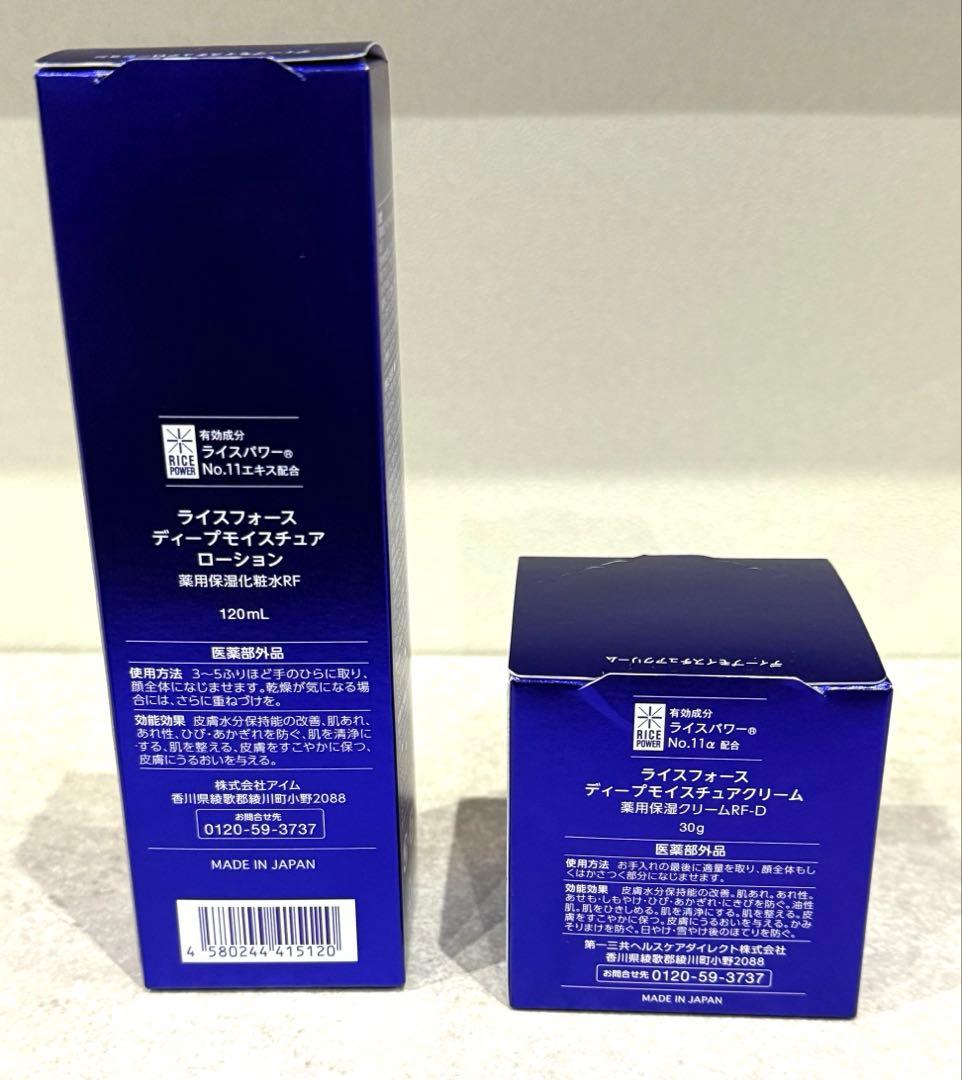 RICE
POWER
有効成分
ライスパワー®
No.11エキス配合
ライスフォース
ディープモイスチュア
ローション
薬用保湿化粧水RF
120mL
医薬部外品
使用方法 3〜5ふりほど手のひらに取り、
顔全体になじませます。乾燥が気になる場
合には、さらに重ねづけを。
効能効果 皮膚水分保持能の改善、肌あれ、
あれ性、ひび・あかぎれを防ぐ、肌を清浄に
する、肌を整える、皮膚をすこやかに保つ、
皮膚にうるおいを与える。
株式会社アイム
香川県綾歌郡綾川町小野2088
お問合せ先
0120-59-3737
MADE IN JAPAN
4 580244 415120
ディープモイスチュアクリーム
RICE
POWER
有効成分
ライスパワー®
No.11α 配合
ライスフォース
ディープモイスチュアクリーム
薬用保湿クリームRF-D
30g
医薬部外品
使用方法 お手入れの最後に適量を取り、顔全体もし
くはかさつく部分になじませます。
効能効果 皮膚水分保持能の改善。肌あれ。あれ性。
あせも・しもやけ・ひび・あかぎれ・にきびを防ぐ。油性
肌。肌をひきしめる。肌を清浄にする。肌を整える。皮
膚をすこやかに保つ。皮膚にうるおいを与える。かみ
そりまけを防ぐ。日やけ・雪やけ後のほてりを防ぐ。
第一三共ヘルスケアダイレクト株式会社
香川県綾歌郡綾川町小野2088
お問合せ先 0120-59-3737
MADE IN JAPAN